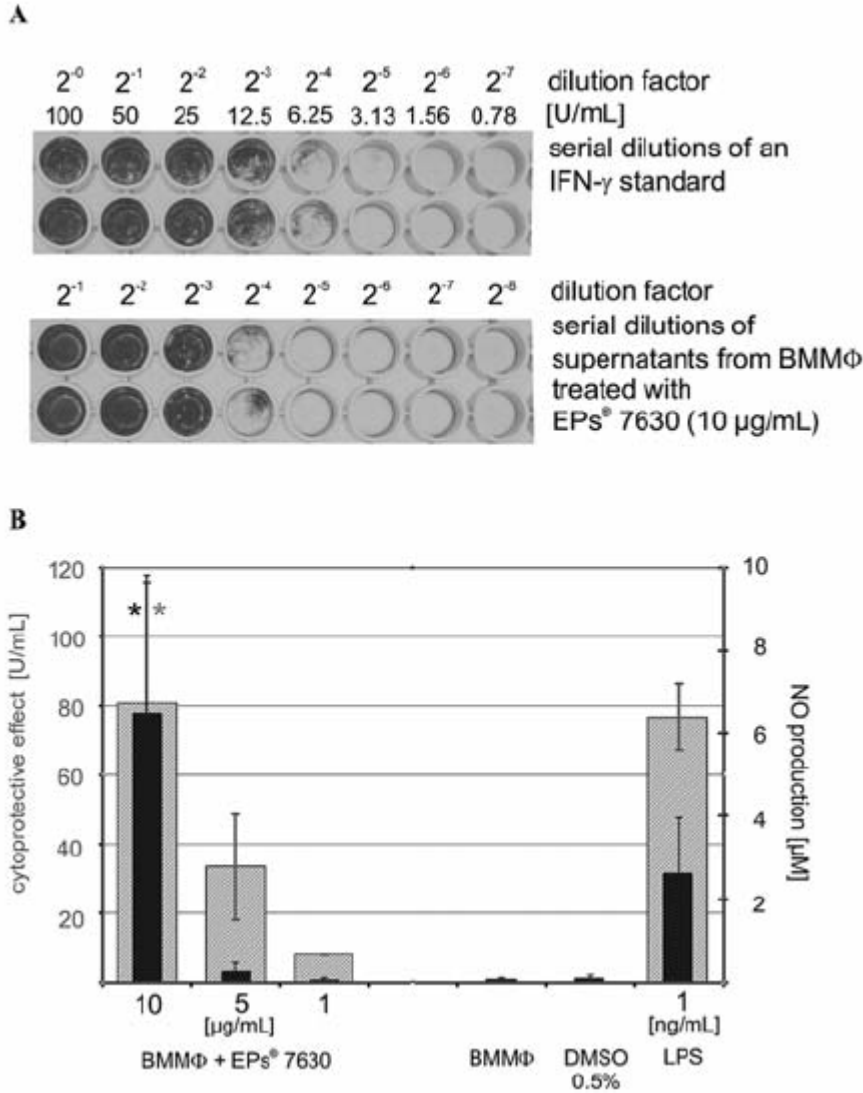 A
2⁻⁰ 2⁻¹ 2⁻² 2⁻³ 2⁻⁴ 2⁻⁵ 2⁻⁶ 2⁻⁷ dilution factor
100 50 25 12.5 6.25 3.13 1.56 0.78 [U/mL]
serial dilutions of an
IFN-γ standard
2⁻¹ 2⁻² 2⁻³ 2⁻⁴ 2⁻⁵ 2⁻⁶ 2⁻⁷ 2⁻⁸ dilution factor
serial dilutions of
supernatants from BMMΦ
treated with
EPs® 7630 (10 µg/mL)
B
cytoprotective effect [U/mL]
120
100
80
60
40
20
* *
10
8
6
4
2
NO production [µM]
10 5 1 1
[µg/mL] [ng/mL]
BMMΦ + EPs® 7630 BMMΦ DMSO LPS
0.5%